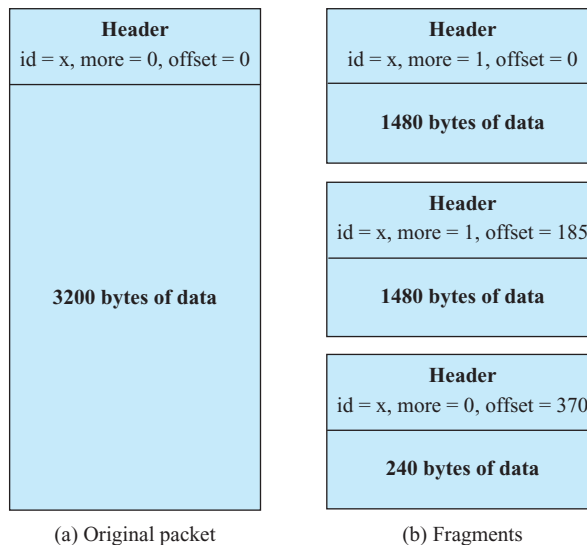 Header
id = x, more = 0, offset = 0
3200 bytes of data
(a) Original packet
Header
id = x, more = 1, offset = 0
1480 bytes of data
Header
id = x, more = 1, offset = 185
1480 bytes of data
Header
id = x, more = 0, offset = 370
240 bytes of data
(b) Fragments